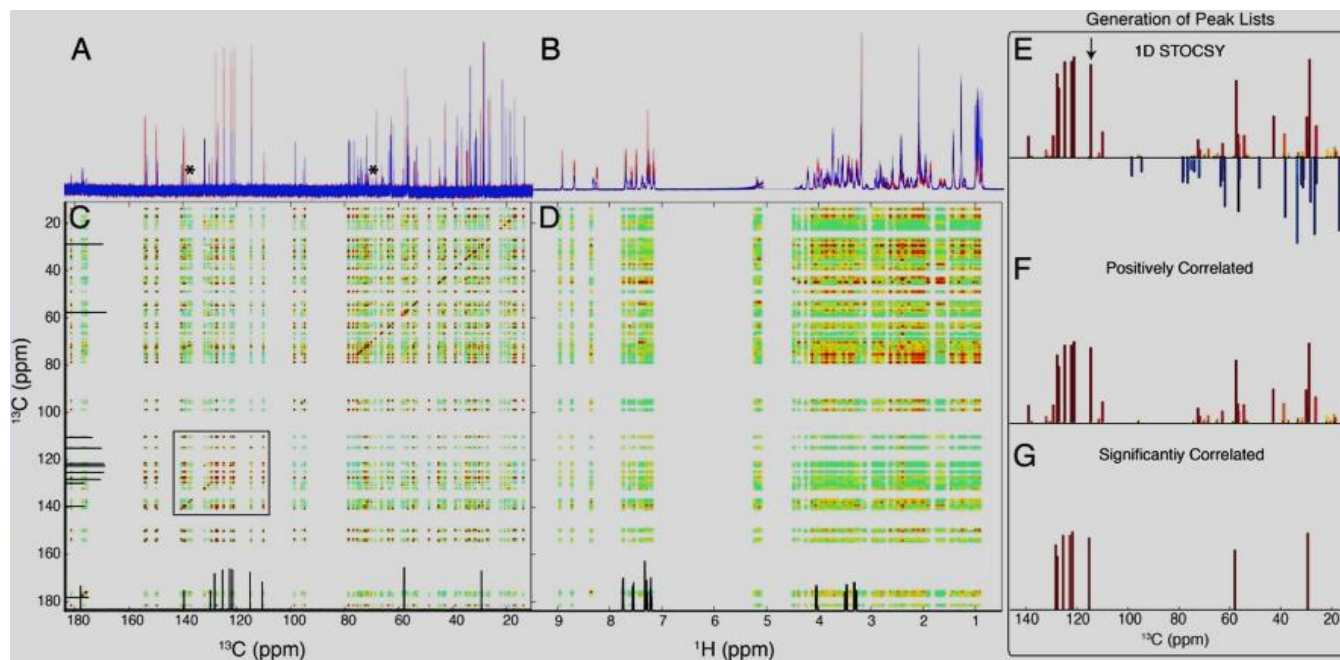 Generation of Peak Lists
A
B
E
1D STOCSY
*
*
C
D
20
40
60
80
100
120
140
160
180
¹³C (ppm)
F
Positively Correlated
G
Significantiy Correlated
180 160 140 120 100 80 60 40 20
9 8 7 6 5 4 3 2 1
140 120 100 80 60 40 20
¹³C (ppm)
¹H (ppm)
¹³C (ppm)